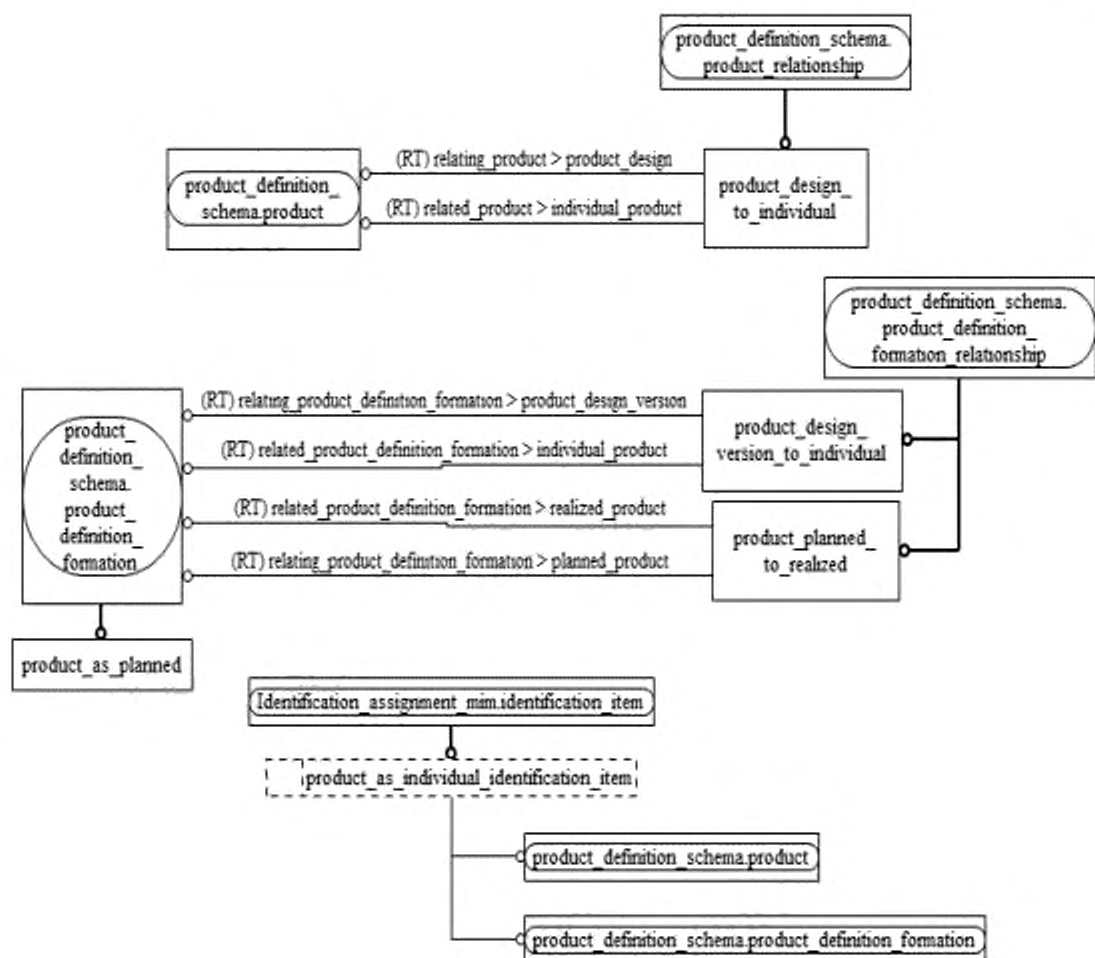 product_definition_schema.
product_relationship
(RT) relating_product > product_design
product_definition_
schema.product
product_design_
to_individual
(RT) related_product > individual_product
product_definition_schema.
product_definition_
formation_relationship
(RT) relating_product_definition_formation > product_design_version
product_design_
version_to_individual
(RT) related_product_definition_formation > individual_product
product_
definition_
schema.
product_
definition_
formation
(RT) related_product_definition_formation > realized_product
product_planned_
to_realized
(RT) relating_product_definition_formation > planned_product
product_as_planned
Identification_assignment_mim.identification_item
product_as_individual_identification_item
product_definition_schema.product
product_definition_schema.product_definition_formation